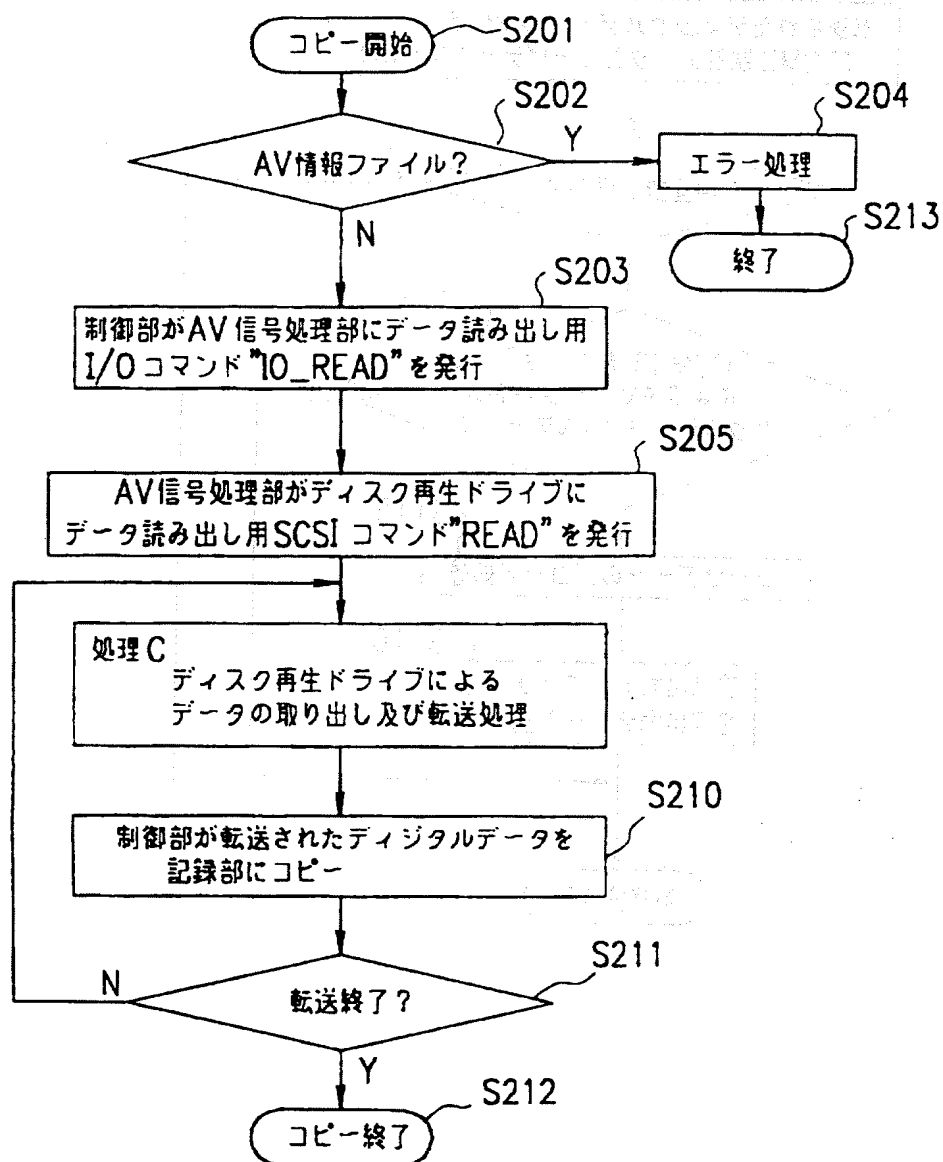 コピー開始
S201
S202
AV情報ファイル?
Y
S204
エラー処理
S213
終了
N
S203
制御部がAV信号処理部にデータ読み出し用
I/Oコマンド"IO_READ"を発行
S205
AV信号処理部がディスク再生ドライブに
データ読み出し用SCSIコマンド"READ"を発行
処理C
ディスク再生ドライブによる
データの取り出し及び転送処理
S210
制御部が転送されたディジタルデータを
記録部にコピー
S211
転送終了?
N
Y
S212
コピー終了